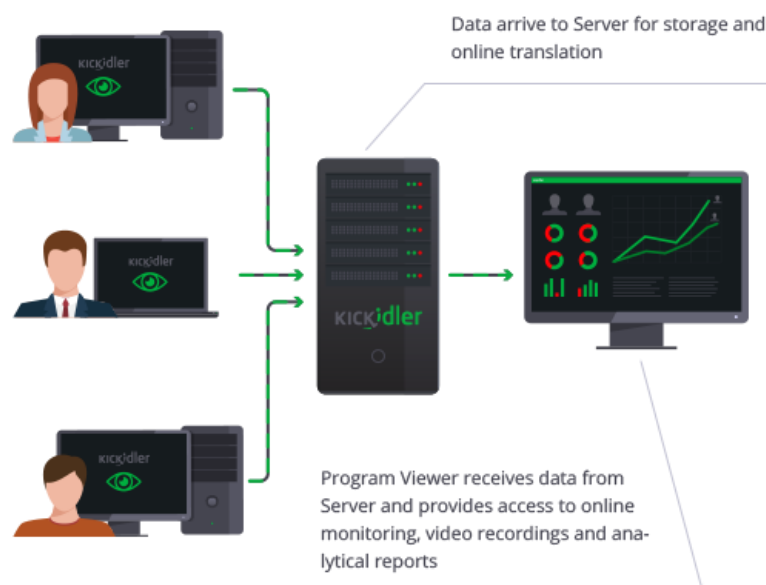 Data arrive to Server for storage and
online translation
KICKidler
KICKidler
KICKidler
KICKidler
Program Viewer receives data from
Server and provides access to online
monitoring, video recordings and ana-
lytical reports